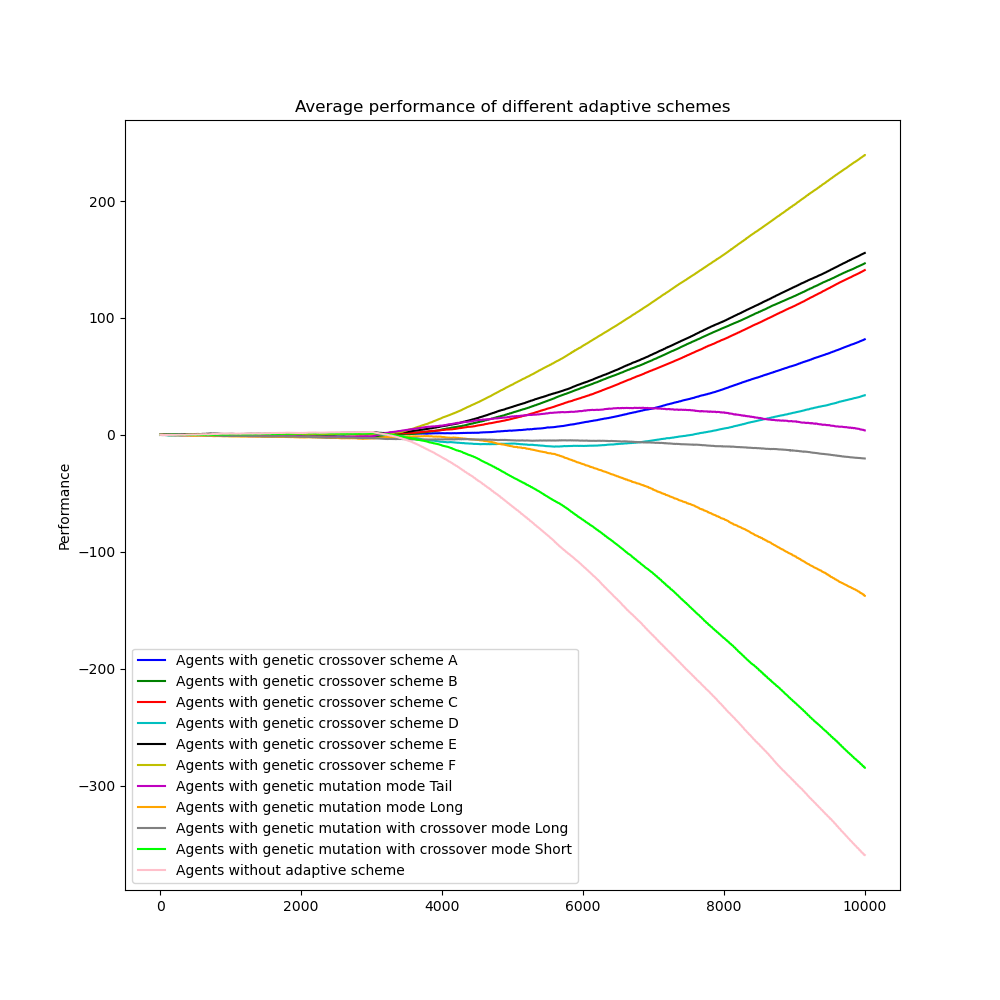 Average performance of different adaptive schemes
Performance
200
100
0
−100
−200
−300
Agents with genetic crossover scheme A
Agents with genetic crossover scheme B
Agents with genetic crossover scheme C
Agents with genetic crossover scheme D
Agents with genetic crossover scheme E
Agents with genetic crossover scheme F
Agents with genetic mutation mode Tail
Agents with genetic mutation mode Long
Agents with genetic mutation with crossover mode Long
Agents with genetic mutation with crossover mode Short
Agents without adaptive scheme
0 2000 4000 6000 8000 10000